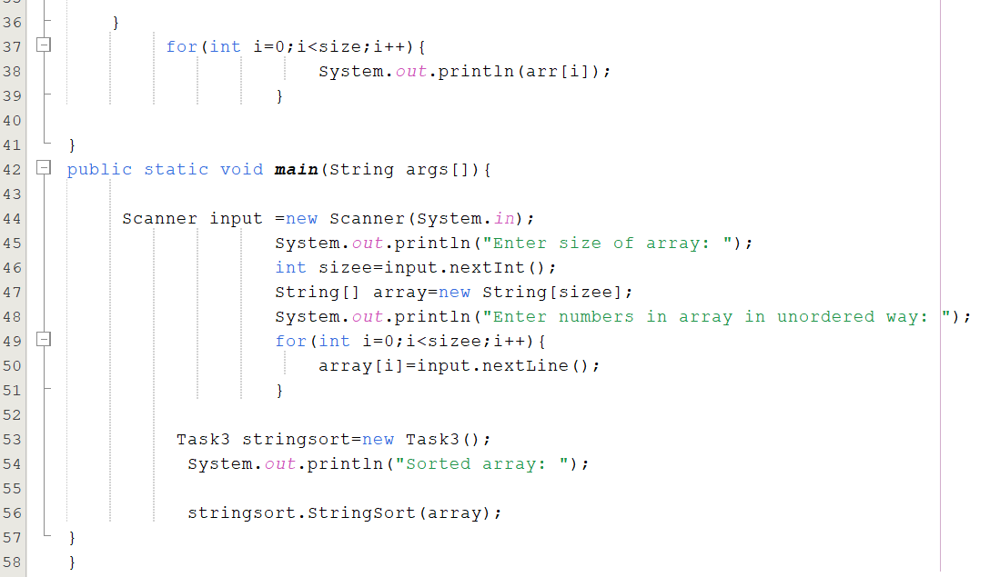 36 }
37 for(int i=0;i<size;i++){
38 System.out.println(arr[i]);
39 }
40
41 }
42 public static void main(String args[]){
43
44 Scanner input =new Scanner(System.in);
45 System.out.println("Enter size of array: ");
46 int sizee=input.nextInt();
47 String[] array=new String[sizee];
48 System.out.println("Enter numbers in array in unordered way: ");
49 for(int i=0;i<sizee;i++){
50 array[i]=input.nextLine();
51 }
52
53 Task3 stringsort=new Task3();
54 System.out.println("Sorted array: ");
55
56 stringsort.StringSort(array);
57 }
58 }